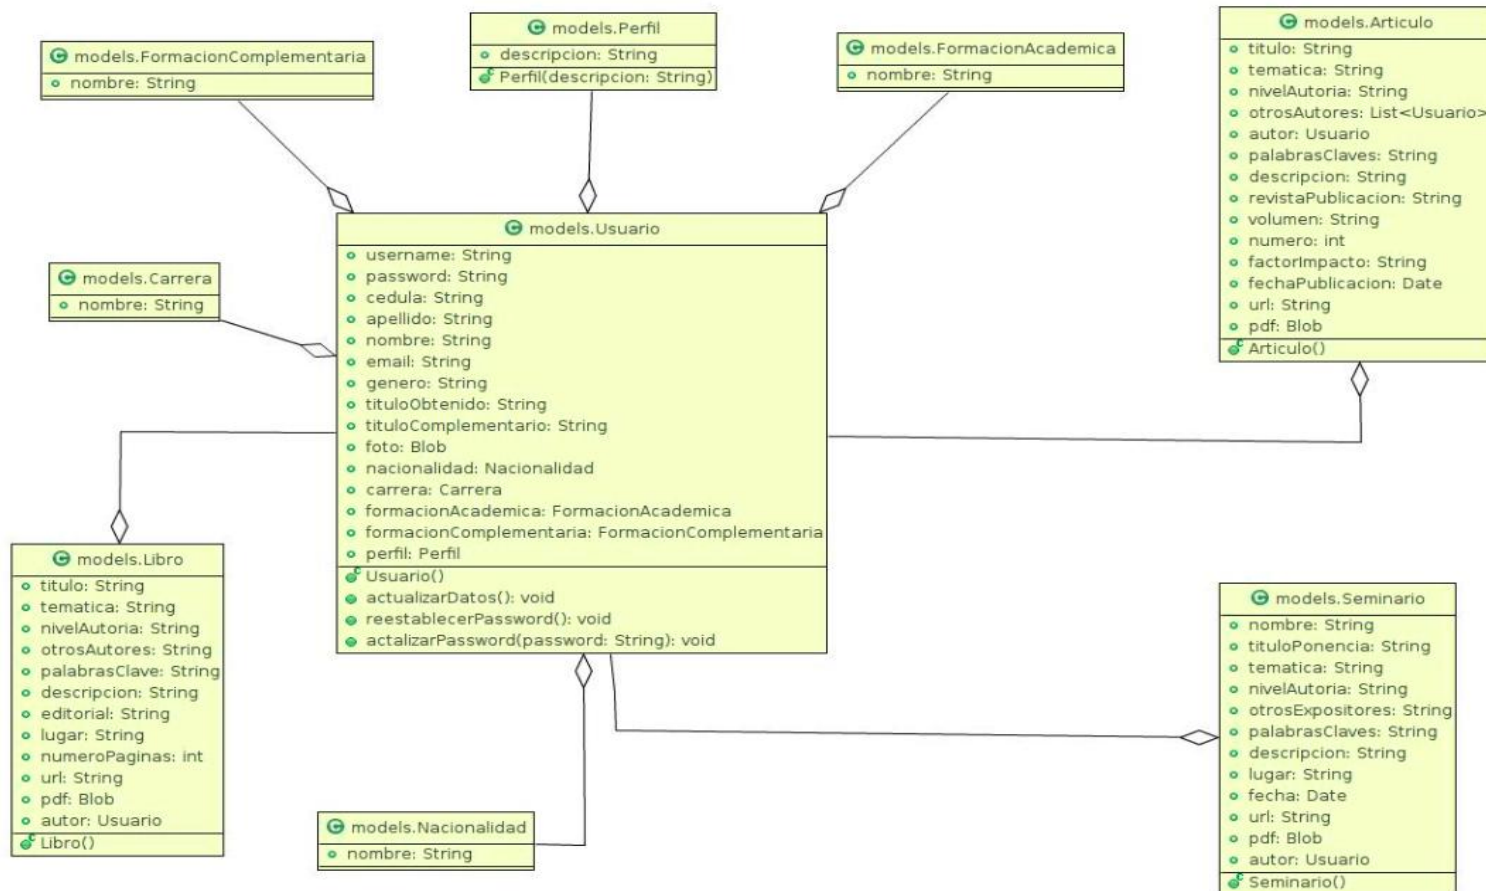 models.FormacionComplementaria
nombre: String
models.Perfil
descripcion: String
Perfil(descripcion: String)
models.FormacionAcademica
nombre: String
models.Articulo
titulo: String
tematica: String
nivelAutoria: String
otrosAutores: List<Usuario>
autor: Usuario
palabrasClaves: String
descripcion: String
revistaPublicacion: String
volumen: String
numero: int
factorImpacto: String
fechaPublicacion: Date
url: String
pdf: Blob
Articulo()
models.Carrera
nombre: String
models.Usuario
username: String
password: String
cedula: String
apellido: String
nombre: String
email: String
genero: String
tituloObtenido: String
tituloComplementario: String
foto: Blob
nacionalidad: Nacionalidad
carrera: Carrera
formacionAcademica: FormacionAcademica
formacionComplementaria: FormacionComplementaria
perfil: Perfil
Usuario()
actualizarDatos(): void
reestablecerPassword(): void
actalizarPassword(password: String): void
models.Libro
titulo: String
tematica: String
nivelAutoria: String
otrosAutores: String
palabrasClave: String
descripcion: String
editorial: String
lugar: String
numeroPaginas: int
url: String
pdf: Blob
autor: Usuario
Libro()
models.Nacionalidad
nombre: String
models.Seminario
nombre: String
tituloPonencia: String
tematica: String
nivelAutoria: String
otrosExpositores: String
palabrasClaves: String
descripcion: String
lugar: String
fecha: Date
url: String
pdf: Blob
autor: Usuario
Seminario()